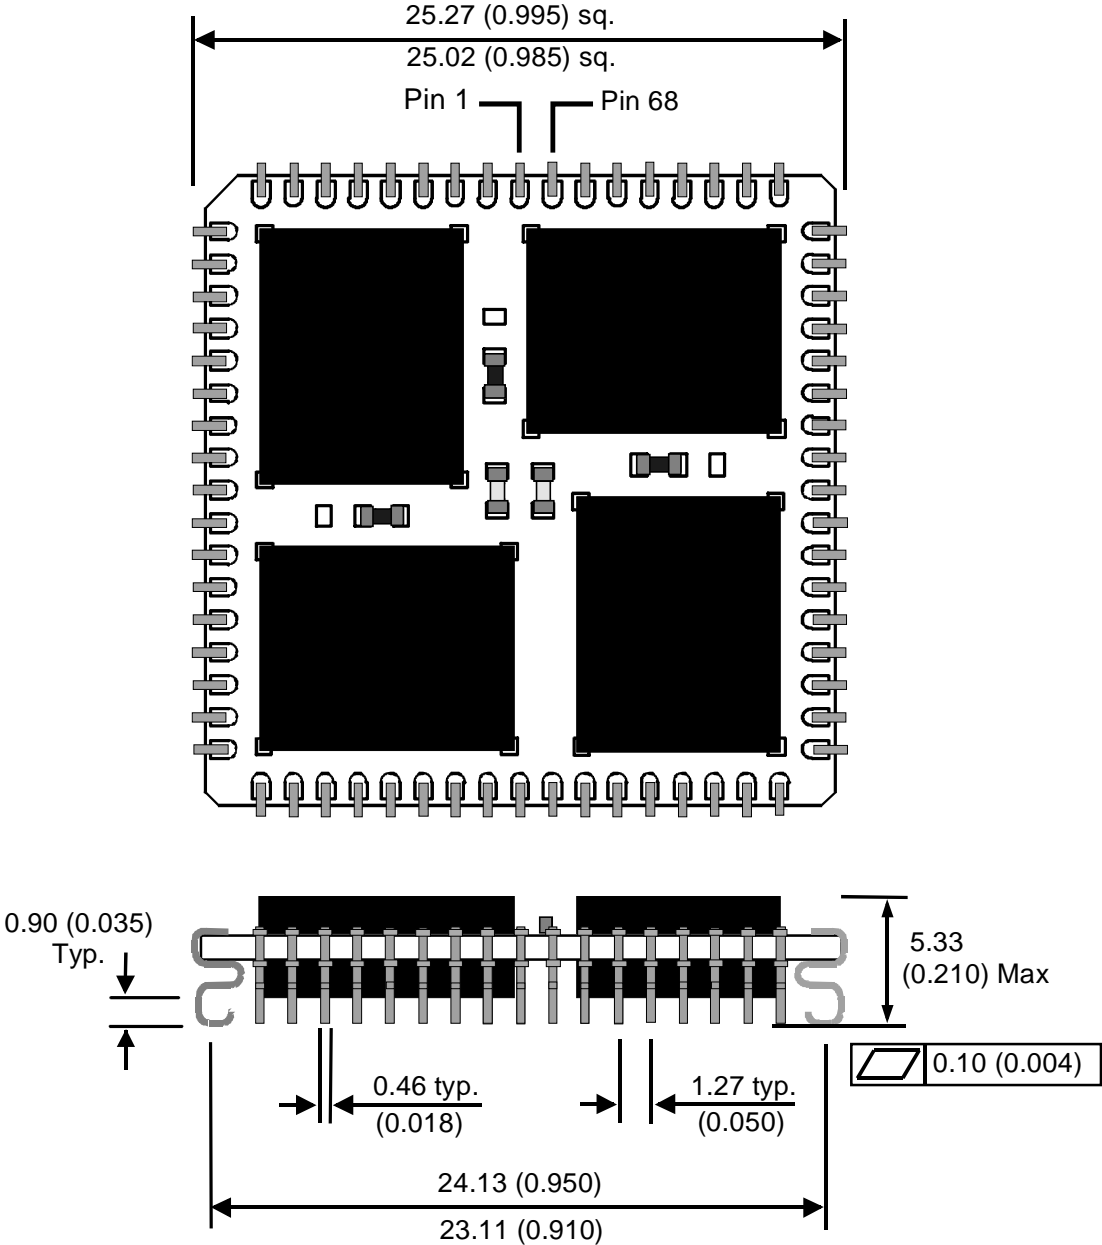 25.27 (0.995) sq.
25.02 (0.985) sq.
Pin 1
Pin 68
0.90 (0.035)
Typ.
5.33
(0.210) Max
0.10 (0.004)
0.46 typ.
(0.018)
1.27 typ.
(0.050)
24.13 (0.950)
23.11 (0.910)